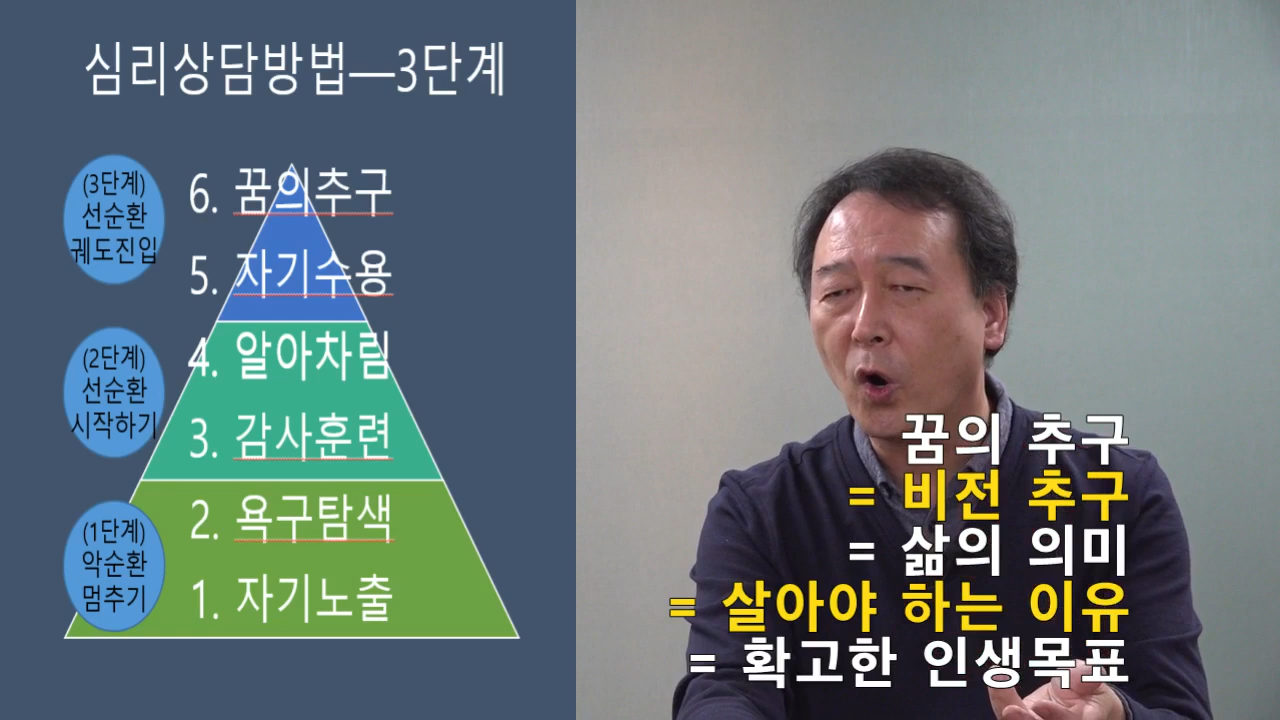 심리상담방법—3단계
(3단계)
선순환
궤도진입
6. 꿈의추구
5. 자기수용
(2단계)
선순환
시작하기
4. 알아차림
3. 감사훈련
(1단계)
악순환
멈추기
2. 욕구탐색
1. 자기노출
꿈의 추구
= 비전 추구
= 삶의 의미
= 살아야 하는 이유
= 확고한 인생목표